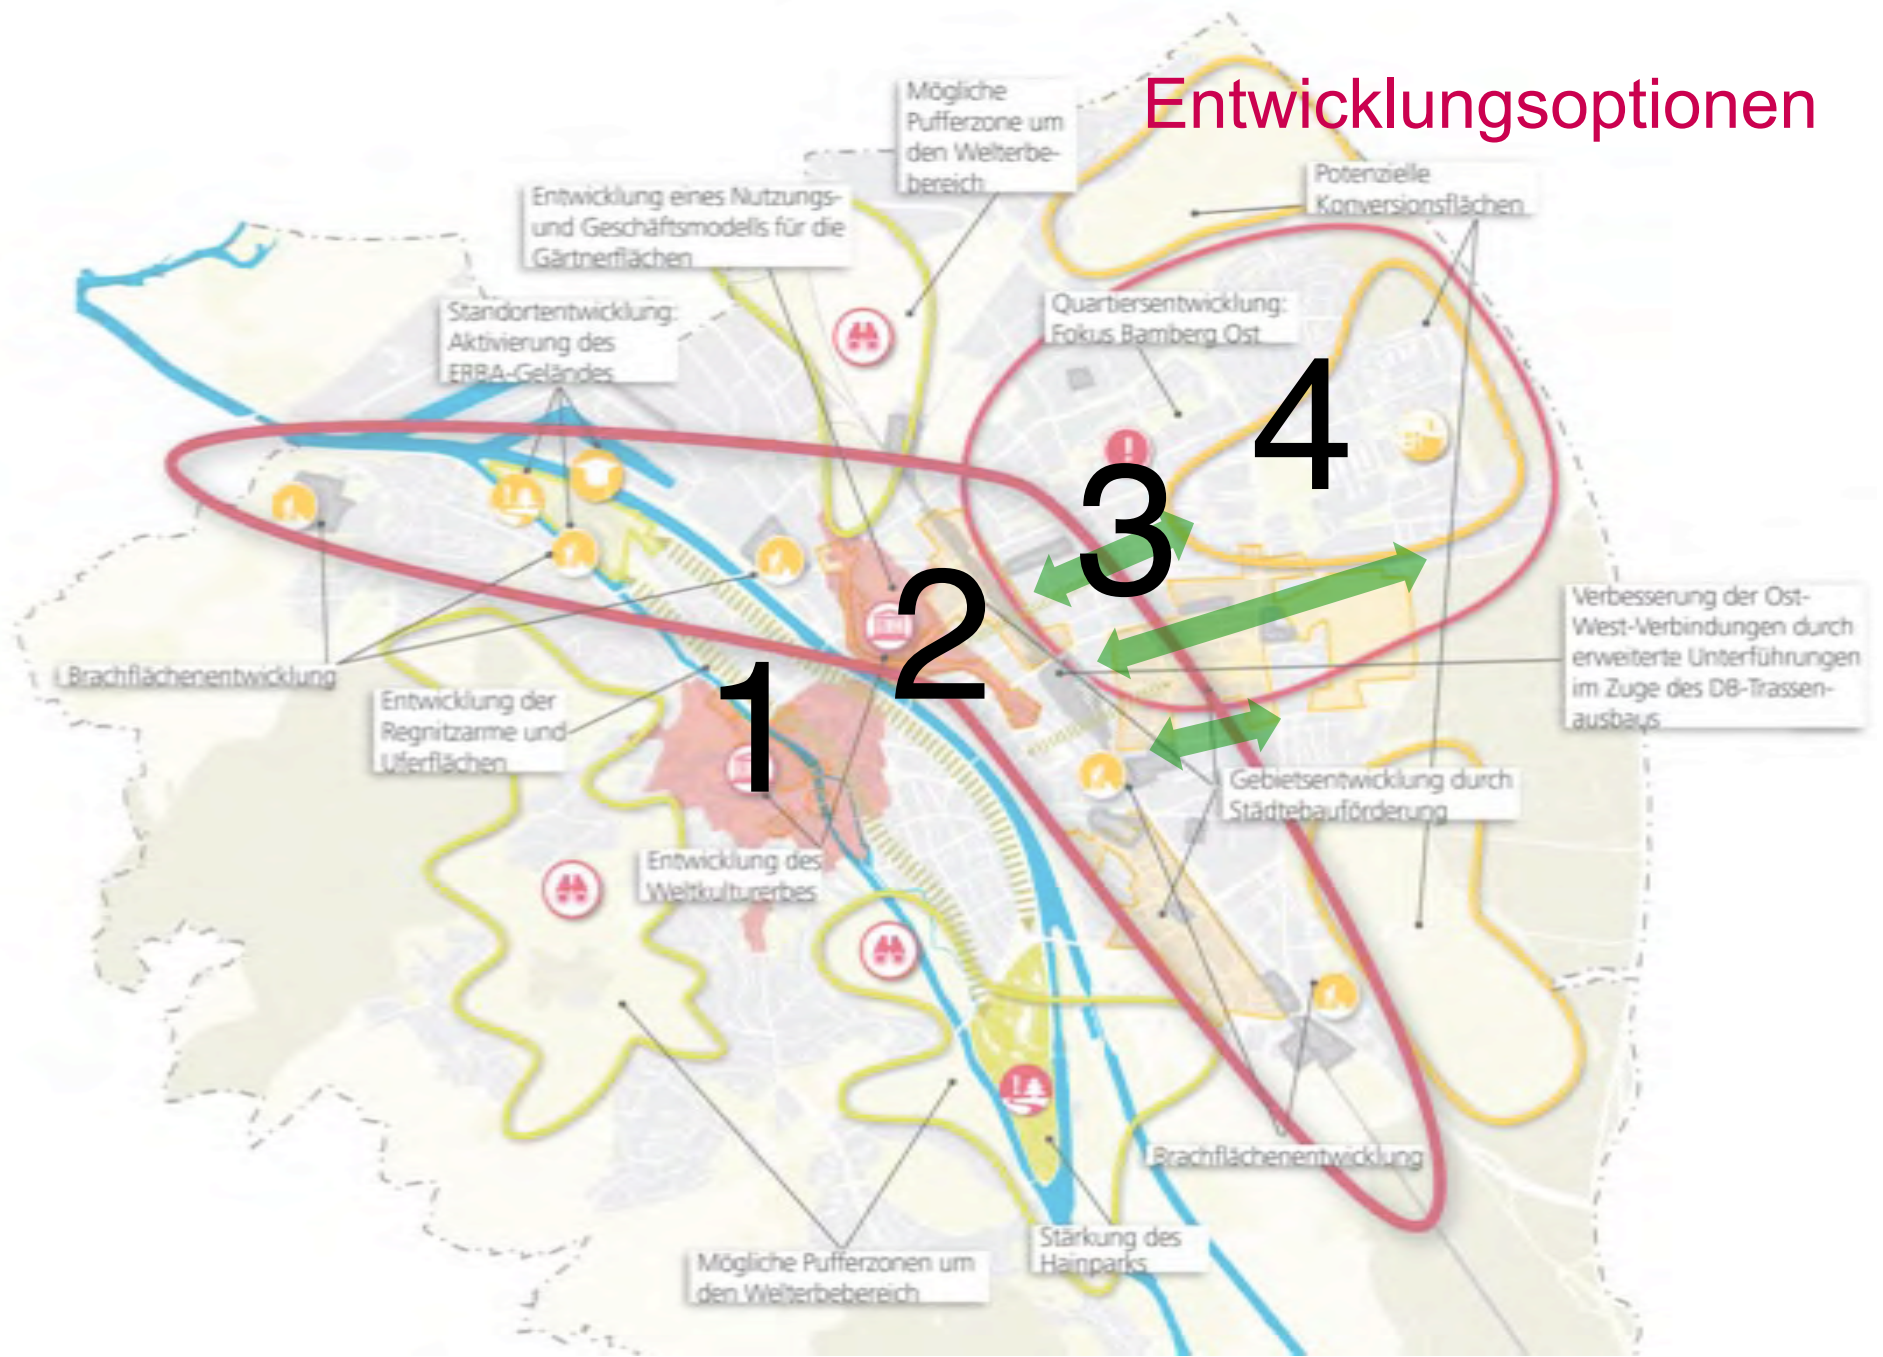 Entwicklungsoptionen
Mögliche
Pufferzone um
den Welterbe-
bereich
Potenzielle
Konversionsflächen
Entwicklung eines Nutzungs-
und Geschäftsmodells für die
Gärtnerflächen
Standortentwicklung:
Aktivierung des
ERBA-Geländes
Quartiersentwicklung:
Fokus Bamberg Ost
4
3
2
1
Verbesserung der Ost-
West-Verbindungen durch
erweiterte Unterführungen
im Zuge des DB-Trassen-
ausbaus
Brachflächenentwicklung
Entwicklung der
Regnitzarme und
Uferflächen
Gebietsentwicklung durch
Städtebauförderung
Entwicklung des
Weltkulturerbes
Brachflächenentwicklung
Stärkung des
Hainparks
Mögliche Pufferzonen um
den Welterbebereich